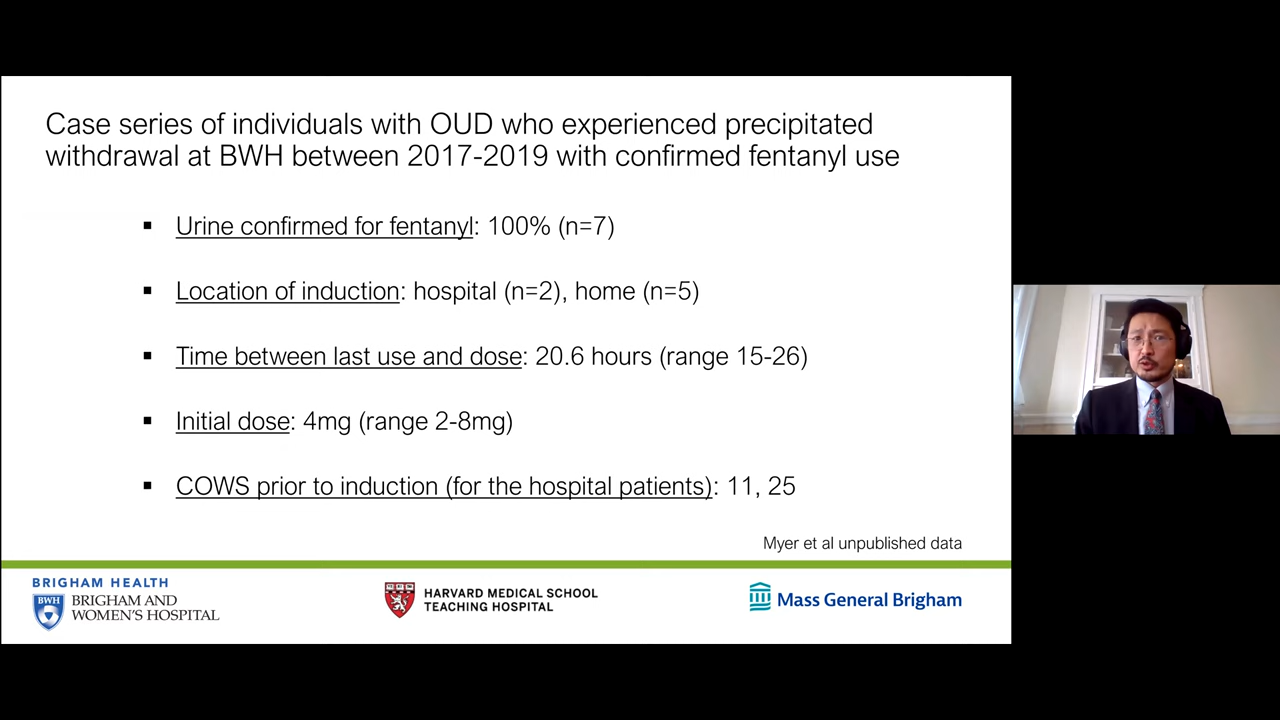 Case series of individuals with OUD who experienced precipitated
withdrawal at BWH between 2017-2019 with confirmed fentanyl use
▪ Urine confirmed for fentanyl: 100% (n=7)
▪ Location of induction: hospital (n=2), home (n=5)
▪ Time between last use and dose: 20.6 hours (range 15-26)
▪ Initial dose: 4mg (range 2-8mg)
▪ COWS prior to induction (for the hospital patients): 11, 25
Myer et al unpublished data
BRIGHAM HEALTH
BWH
BRIGHAM AND
WOMEN'S HOSPITAL
HARVARD MEDICAL SCHOOL
TEACHING HOSPITAL
Mass General Brigham